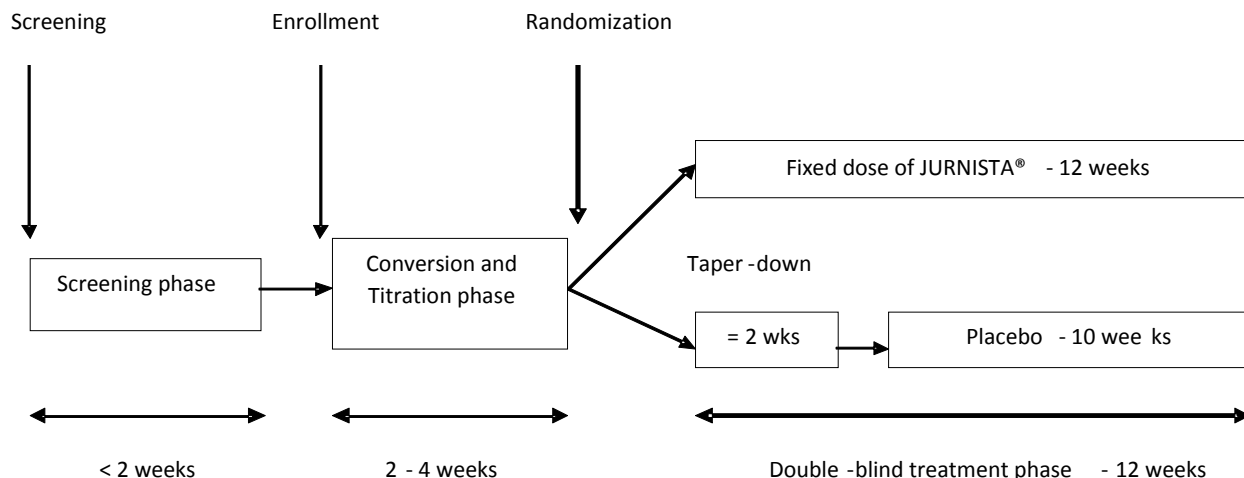 Screening Enrollment Randomization
Fixed dose of JURNISTA® - 12 weeks
Screening phase
Conversion and
Titration phase
Taper -down
= 2 wks
Placebo - 10 wee ks
< 2 weeks
2 - 4 weeks
Double -blind treatment phase - 12 weeks